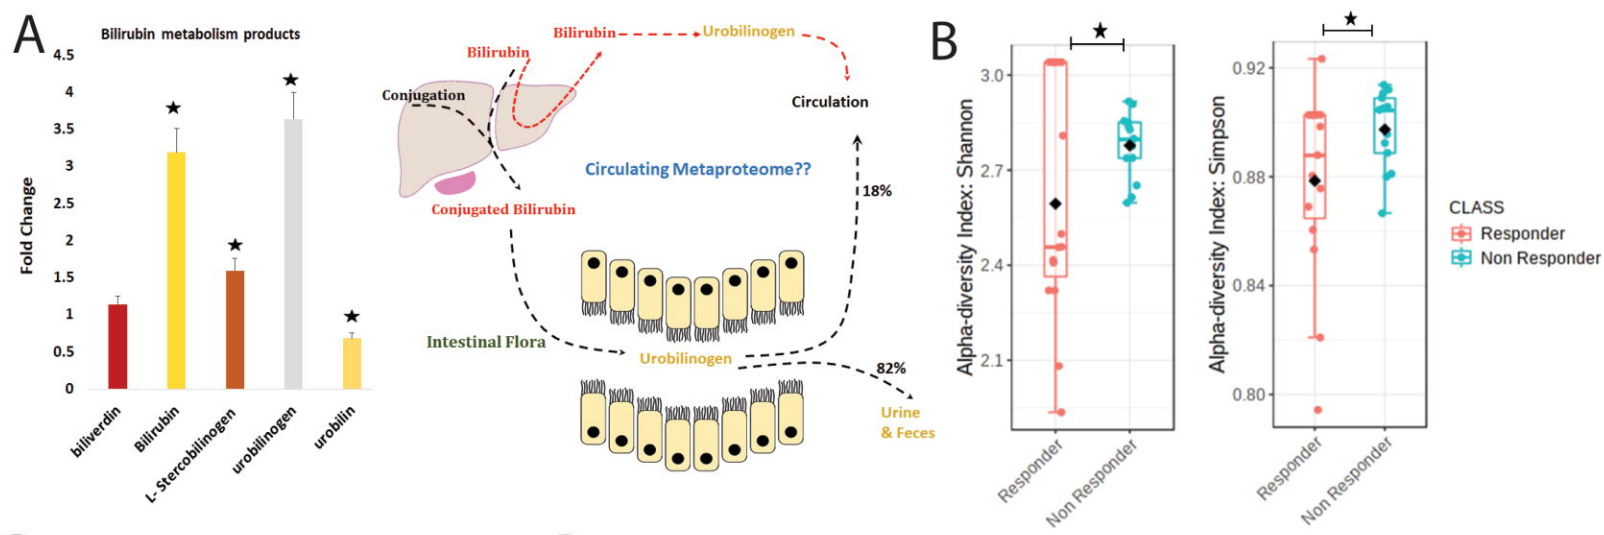 A
Bilirubin metabolism products
Fold Change
4.5
4
3.5
3
2.5
2
1.5
1
0.5
0
biliverdin
Bilirubin
L- Stercobilinogen
urobilinogen
urobilin
Bilirubin
Bilirubin
Urobilinogen
Conjugation
Circulation
Circulating Metaproteome??
Conjugated Bilirubin
18%
Intestinal Flora
Urobilinogen
82%
Urine
& Feces
B
Alpha-diversity Index: Shannon
3.0
2.7
2.4
2.1
Responder
Non Responder
Alpha-diversity Index: Simpson
0.92
0.88
0.84
0.80
Responder
Non Responder
CLASS
Responder
Non Responder